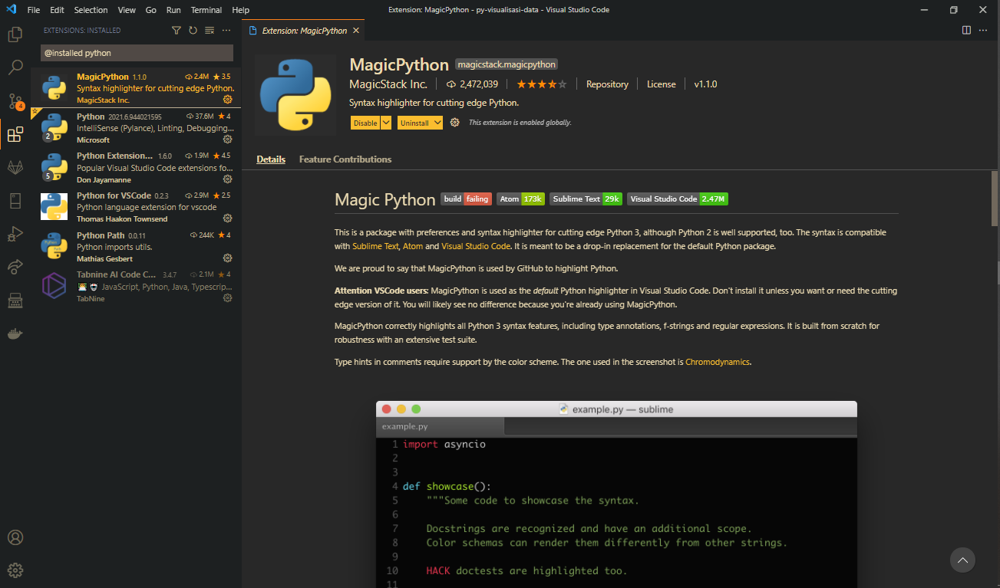 File Edit Selection View Go Run Terminal Help
Extension: MagicPython - py-visualisasi-data - Visual Studio Code
EXTENSIONS: INSTALLED
@installed python
4
MagicPython 1.1.0 2.4M ★ 3.5
Syntax highlighter for cutting edge Python.
MagicStack Inc.
Python 2021.6.944021595 37.6M ★ 4
IntelliSense (Pylance), Linting, Debugging...
2
Microsoft
Python Extension... 1.6.0 1.9M ★ 4.5
Popular Visual Studio Code extensions fo...
5
Don Jayamanne
Python for VSCode 0.2.3 2.9M ★ 2.5
Python language extension for vscode
Thomas Haakon Townsend
Python Path 0.0.11 244K ★ 4
Python imports utils.
Mathias Gesbert
Tabnine AI Code C... 3.4.7 2.1M ★ 4
JavaScript, Python, Java, Typescrip...
TabNine
Extension: MagicPython
MagicPython magicstack.magicpython
MagicStack Inc. 2,472,039 Repository License v1.1.0
Syntax highlighter for cutting edge Python.
Disable Uninstall This extension is enabled globally.
Details Feature Contributions
Magic Python build failing Atom 173k Sublime Text 29k Visual Studio Code 2.47M
This is a package with preferences and syntax highlighter for cutting edge Python 3, although Python 2 is well supported, too. The syntax is compatible
with Sublime Text, Atom and Visual Studio Code. It is meant to be a drop-in replacement for the default Python package.
We are proud to say that MagicPython is used by GitHub to highlight Python.
Attention VSCode users: MagicPython is used as the default Python highlighter in Visual Studio Code. Don't install it unless you want or need the cutting
edge version of it. You will likely see no difference because you're already using MagicPython.
MagicPython correctly highlights all Python 3 syntax features, including type annotations, f-strings and regular expressions. It is built from scratch for
robustness with an extensive test suite.
Type hints in comments require support by the color scheme. The one used in the screenshot is Chromodynamics.
example.py — sublime
example.py
1 import asyncio
2
3
4 def showcase():
5 """Some code to showcase the syntax.
6
7 Docstrings are recognized and have an additional scope.
8 Color schemas can render them differently from other strings.
9
10 HACK doctests are highlighted too.
11